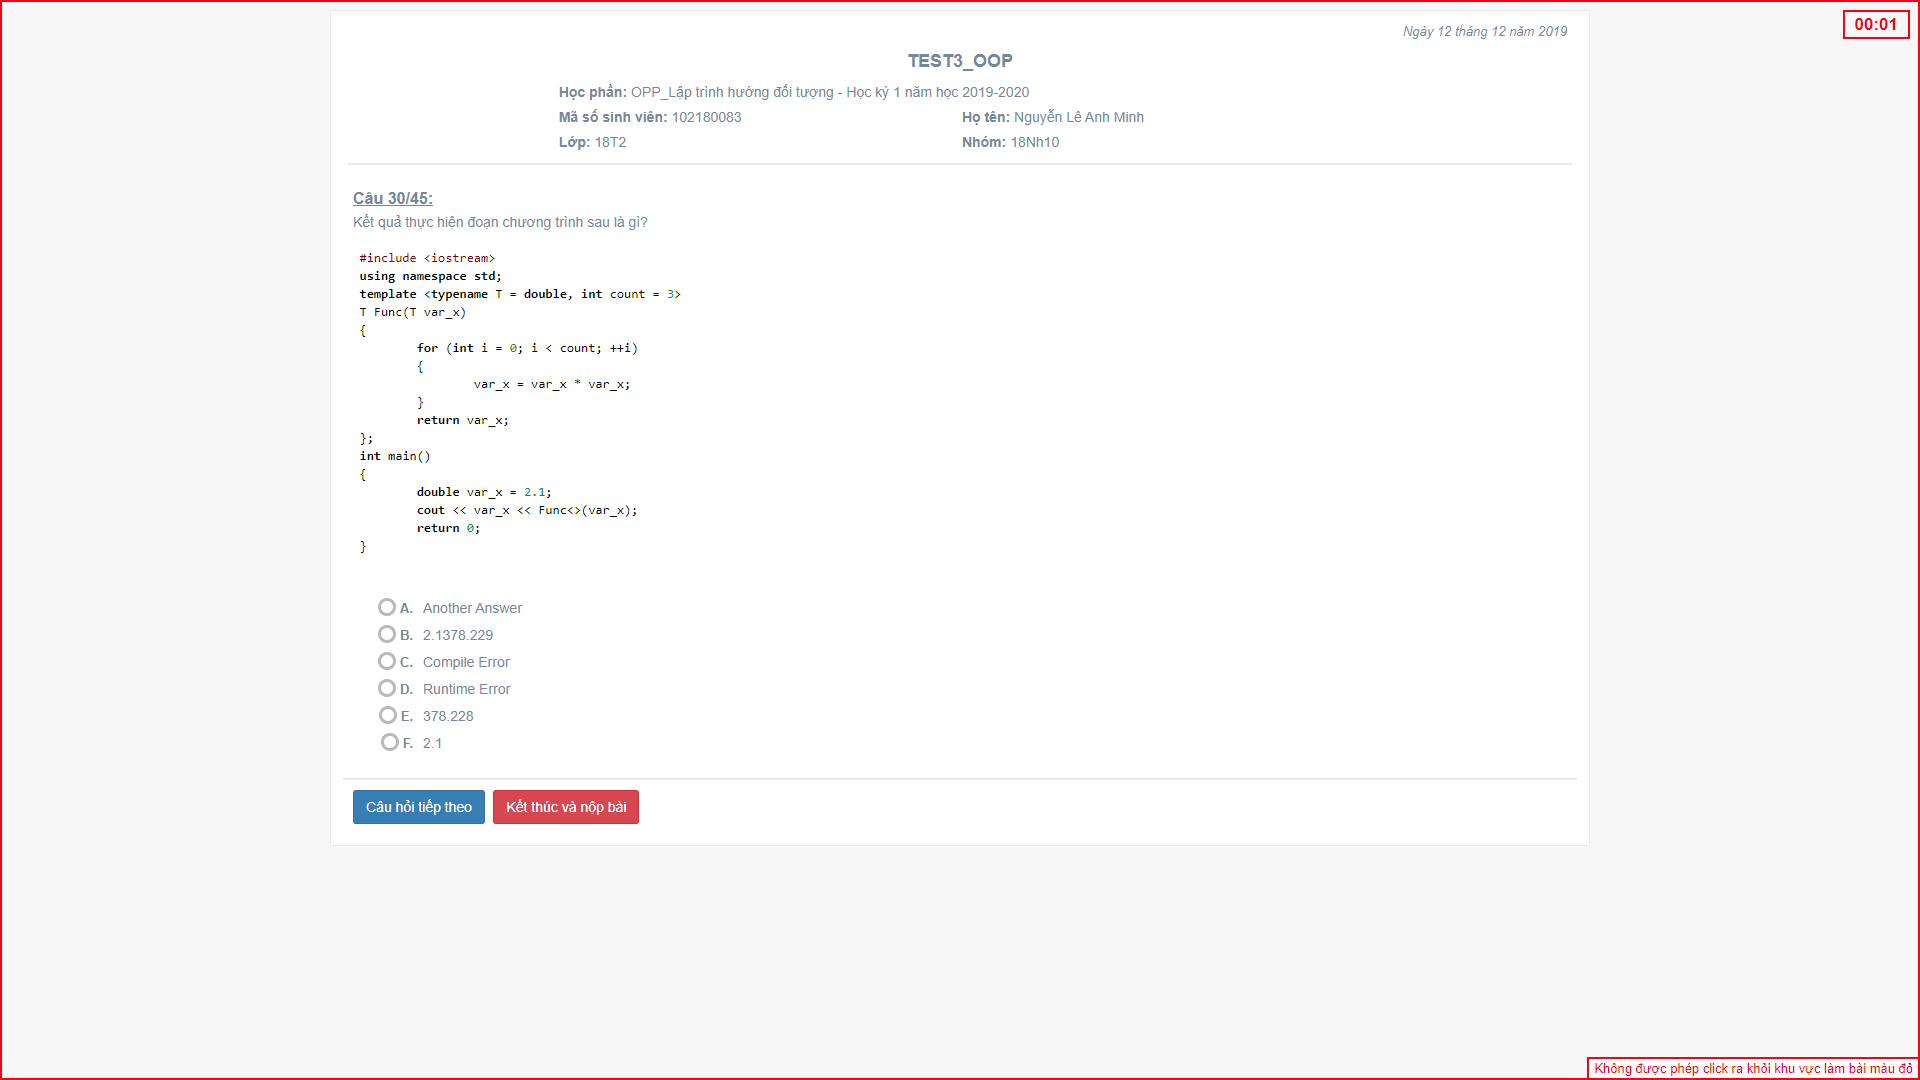 00:01
Ngày 12 tháng 12 năm 2019
TEST3_OOP
Học phần: OPP_Lập trình hướng đối tượng - Học kỳ 1 năm học 2019-2020
Mã số sinh viên: 102180083 Họ tên: Nguyễn Lê Anh Minh
Lớp: 18T2 Nhóm: 18Nh10
Câu 30/45:
Kết quả thực hiện đoạn chương trình sau là gì?
#include <iostream>
using namespace std;
template <typename T = double, int count = 3>
T Func(T var_x)
{
for (int i = 0; i < count; ++i)
{
var_x = var_x * var_x;
}
return var_x;
};
int main()
{
double var_x = 2.1;
cout << var_x << Func<>(var_x);
return 0;
}
A. Another Answer
B. 2.1378.229
C. Compile Error
D. Runtime Error
E. 378.228
F. 2.1
Câu hỏi tiếp theo Kết thúc và nộp bài
Không được phép click ra khỏi khu vực làm bài màu đỏ